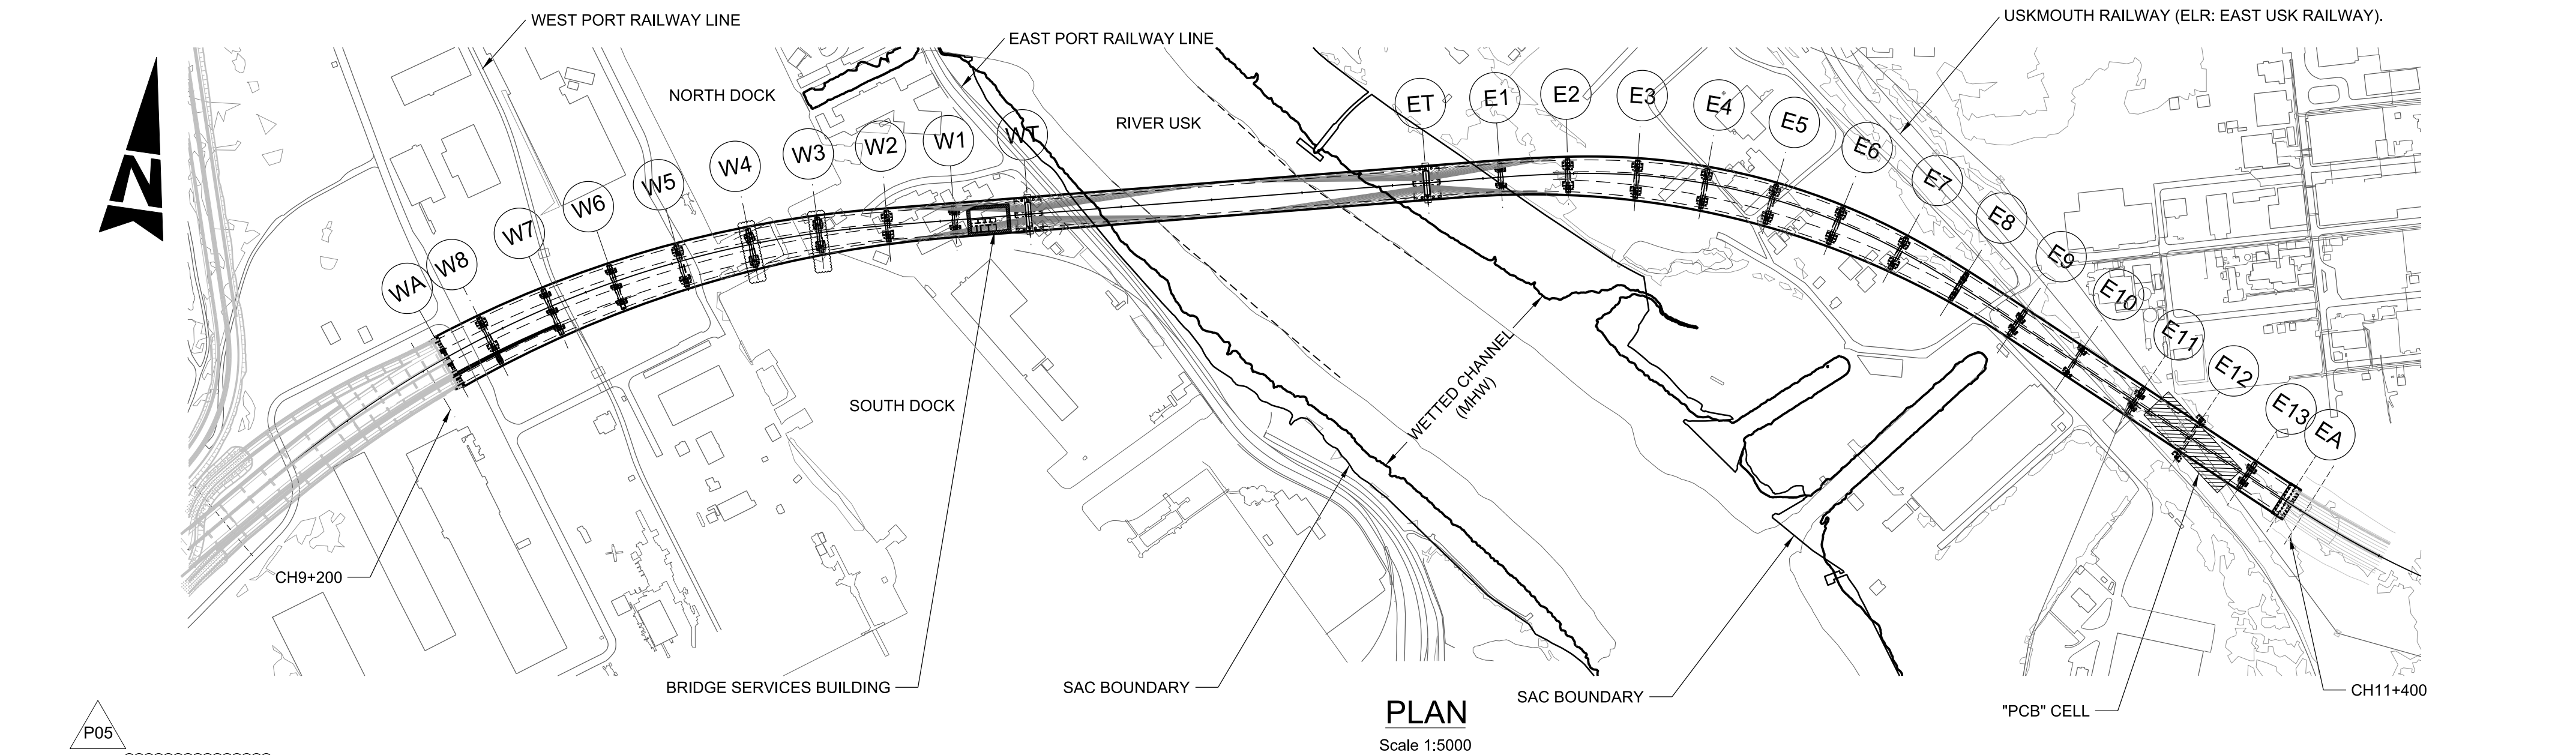 WEST PORT RAILWAY LINE
EAST PORT RAILWAY LINE
USKMOUTH RAILWAY (ELR: EAST USK RAILWAY).
NORTH DOCK
RIVER USK
N
WA
W8
W7
W6
W5
W4
W3
W2
W1
WT
ET
E1
E2
E3
E4
E5
E6
E7
E8
E9
E10
E11
E12
E13
EA
SOUTH DOCK
WETTED CHANNEL
(MHW)
CH9+200
BRIDGE SERVICES BUILDING
SAC BOUNDARY
SAC BOUNDARY
"PCB" CELL
CH11+400
PLAN
Scale 1:5000
P05